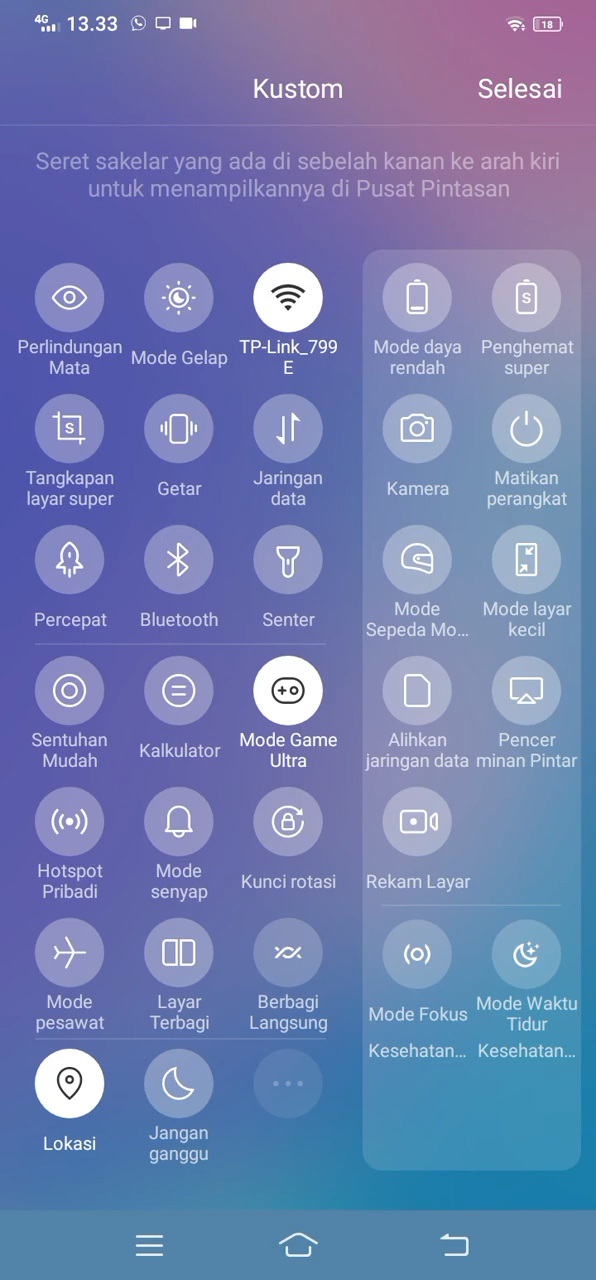 4G 13.33 18
Kustom Selesai
Seret sakelar yang ada di sebelah kanan ke arah kiri
untuk menampilkannya di Pusat Pintasan
Perlindungan
Mata
Mode Gelap
TP-Link_799
E
Mode daya
rendah
Penghemat
super
S
S
Tangkapan
layar super
Getar
Jaringan
data
Kamera
Matikan
perangkat
Percepat
Bluetooth
Senter
Mode
Sepeda Mo...
Mode layar
kecil
Sentuhan
Mudah
Kalkulator
Mode Game
Ultra
Alihkan
jaringan data
Pencer
minan Pintar
Hotspot
Pribadi
Mode
senyap
Kunci rotasi
Rekam Layar
Mode
pesawat
Layar
Terbagi
Berbagi
Langsung
Mode Fokus
Kesehatan...
Mode Waktu
Tidur
Kesehatan...
Lokasi
Jangan
ganggu